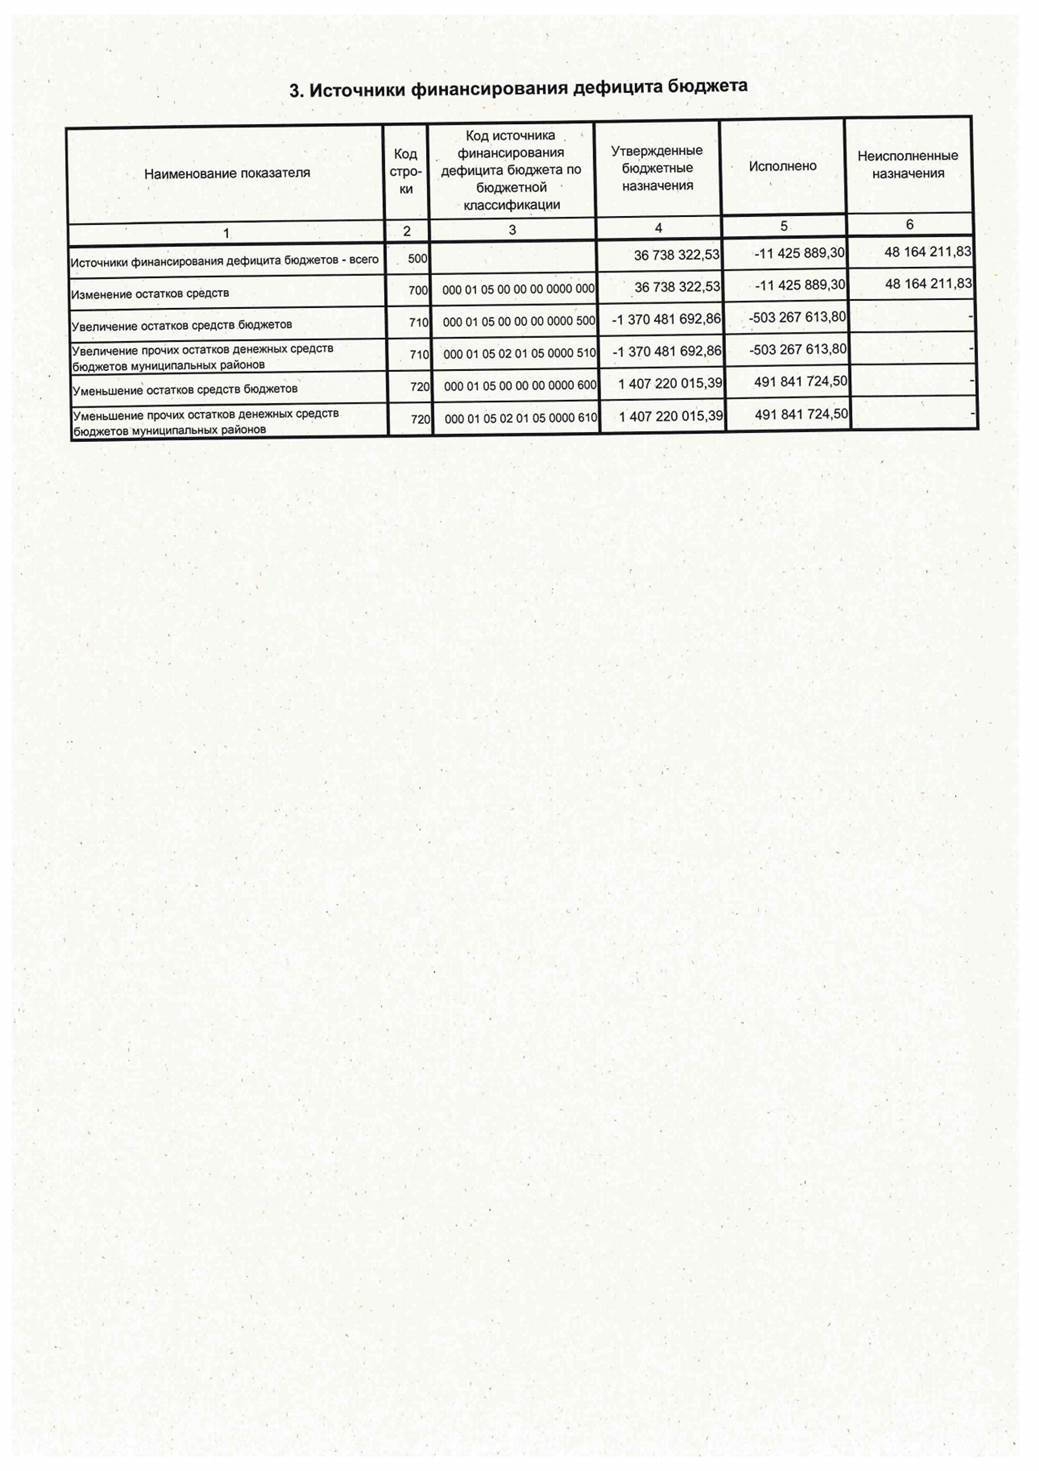 3. Источники финансирования дефицита бюджета
Наименование показателя
Код
стро-
ки
Код источника
финансирования
дефицита бюджета по
бюджетной
классификации
Утвержденные
бюджетные
назначения
Исполнено
Неисполненные
назначения
1 2 3 4 5 6
Источники финансирования дефицита бюджетов - всего 500 36 738 322,53 -11 425 889,30 48 164 211,83
Изменение остатков средств 700 000 01 05 00 00 00 0000 000 36 738 322,53 -11 425 889,30 48 164 211,83
Увеличение остатков средств бюджетов 710 000 01 05 00 00 00 0000 500 -1 370 481 692,86 -503 267 613,80 -
Увеличение прочих остатков денежных средств
бюджетов муниципальных районов 710 000 01 05 02 01 05 0000 510 -1 370 481 692,86 -503 267 613,80 -
Уменьшение остатков средств бюджетов 720 000 01 05 00 00 00 0000 600 1 407 220 015,39 491 841 724,50 -
Уменьшение прочих остатков денежных средств
бюджетов муниципальных районов 720 000 01 05 02 01 05 0000 610 1 407 220 015,39 491 841 724,50 -